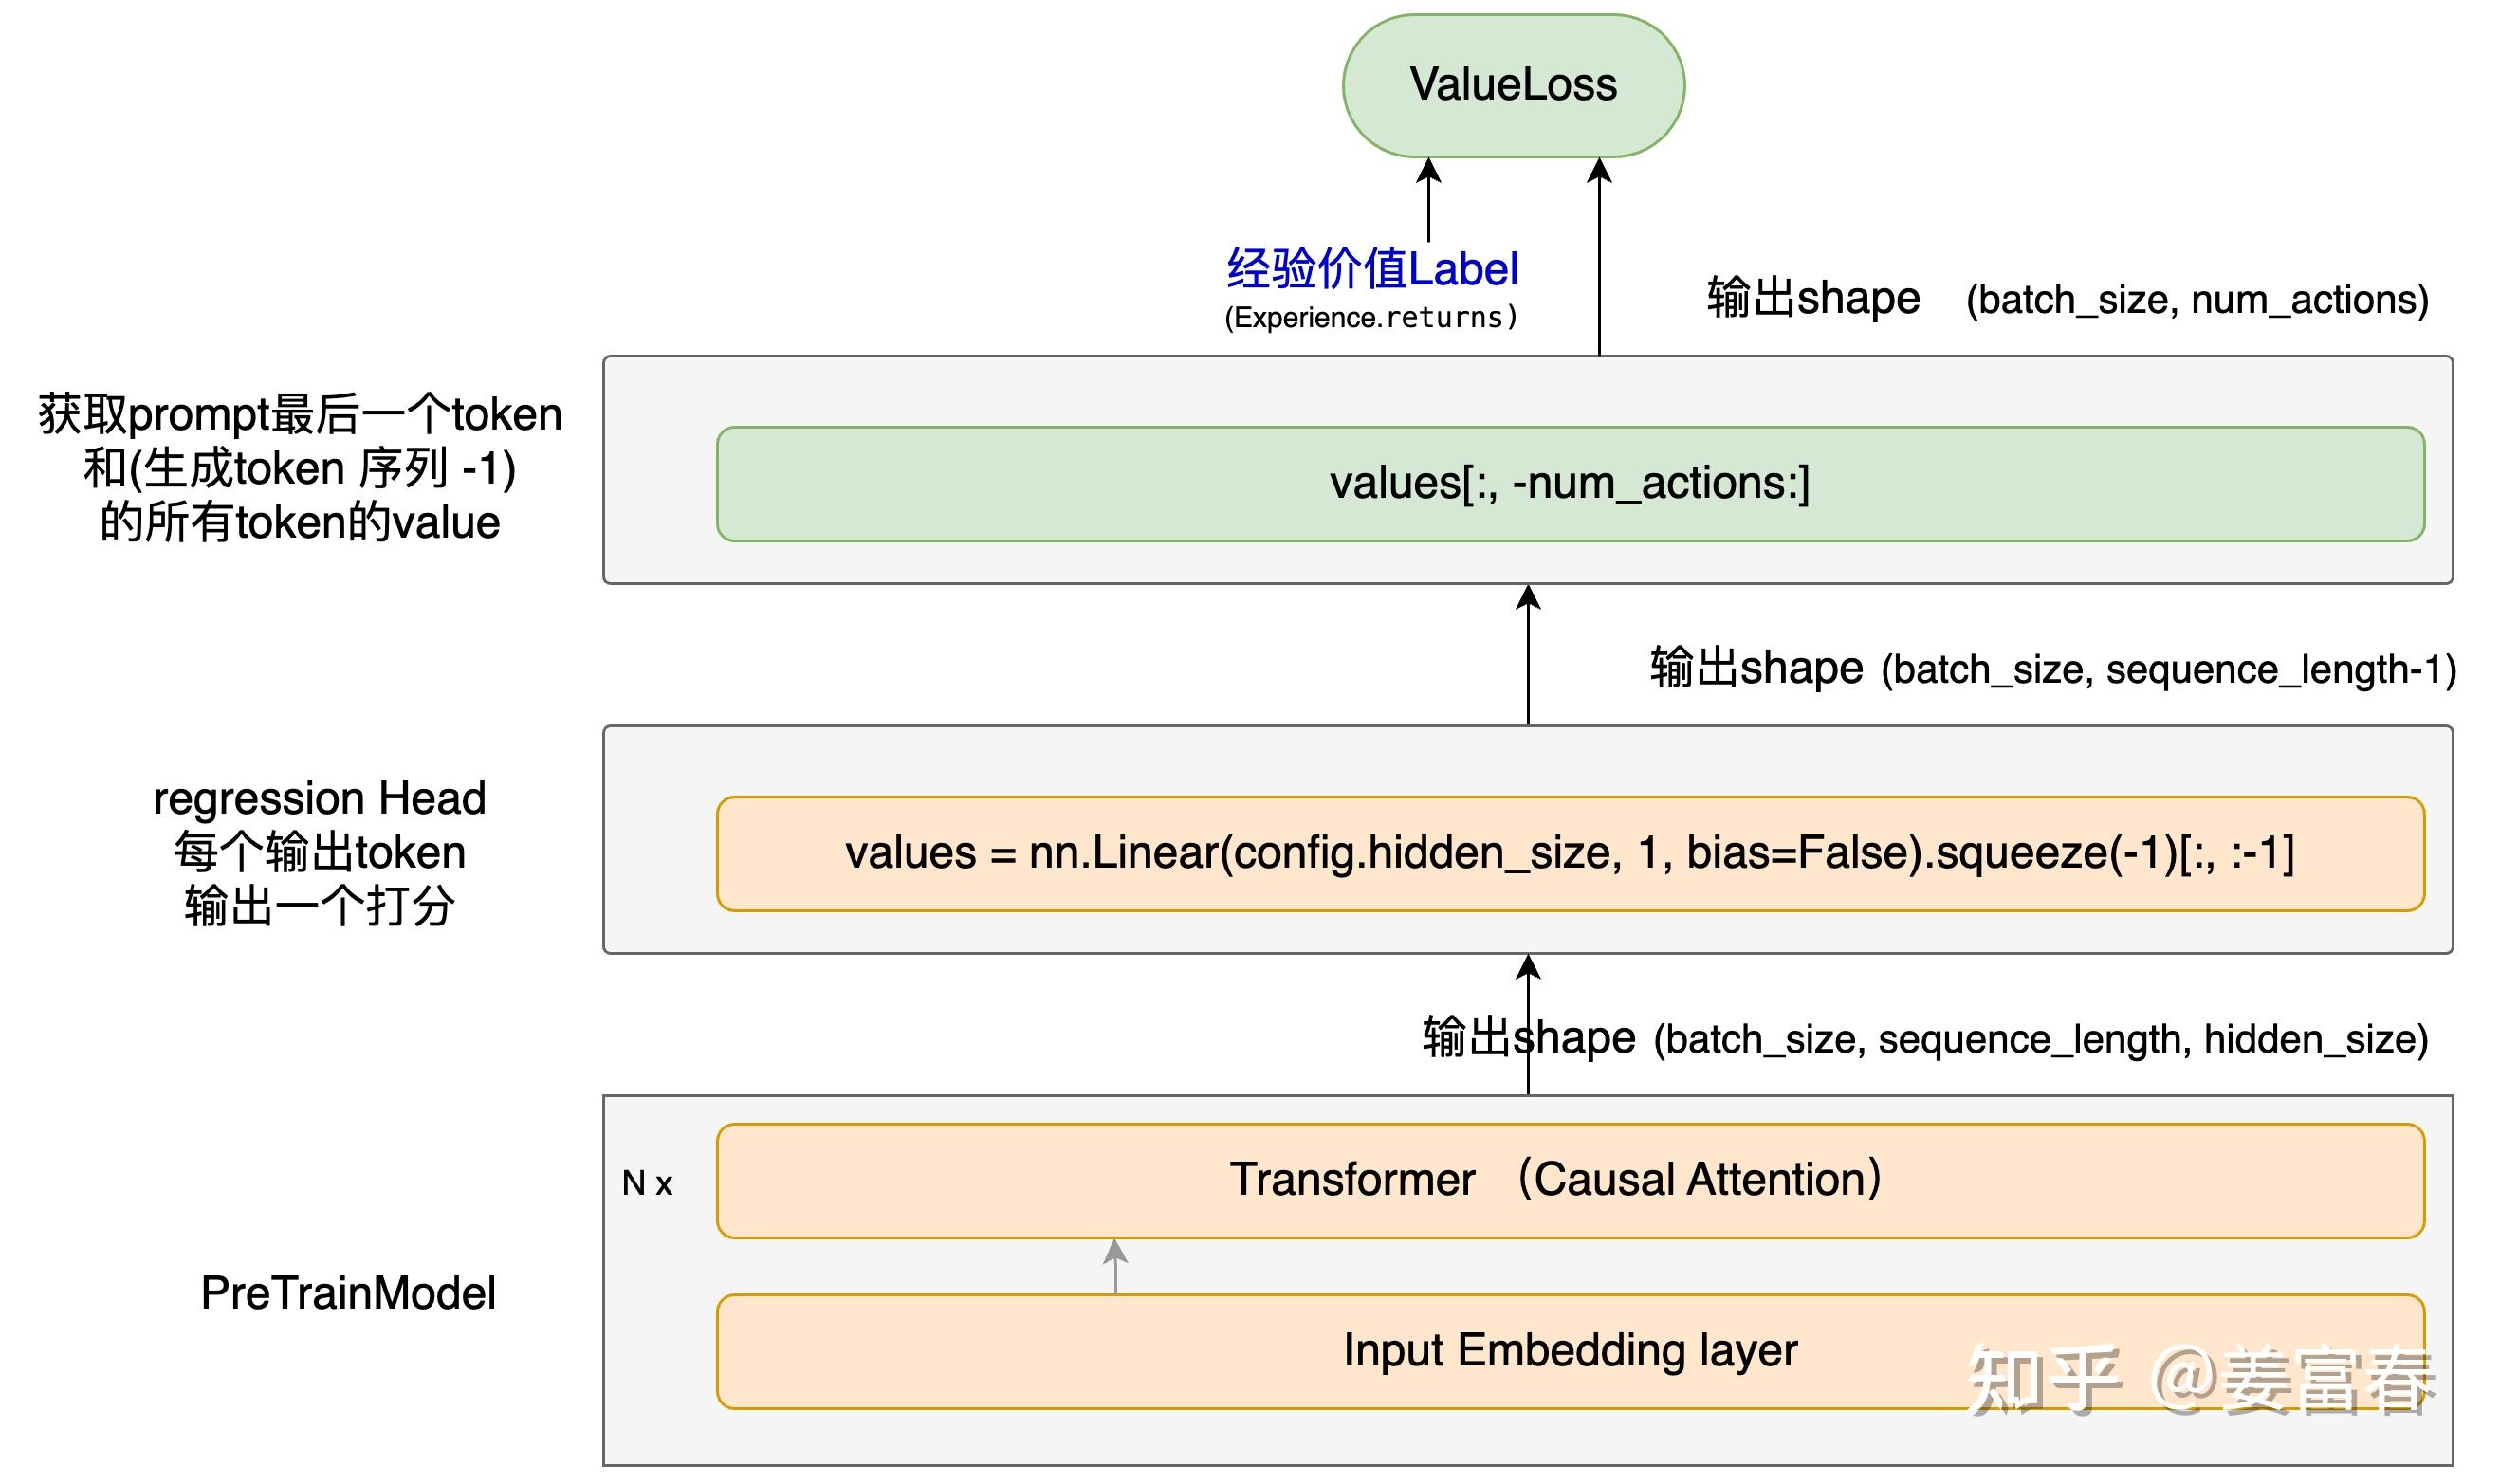 ValueLoss
经验价值Label
(Experience.returns)
输出shape (batch_size, num_actions)
获取prompt最后一个token
和(生成token 序列 -1)
的所有token的value
values[:, -num_actions:]
输出shape (batch_size, sequence_length-1)
regression Head
每个输出token
输出一个打分
values = nn.Linear(config.hidden_size, 1, bias=False).squeeze(-1)[:, :-1]
输出shape (batch_size, sequence_length, hidden_size)
N x
Transformer （Causal Attention）
PreTrainModel
Input Embedding layer
知乎 @姜富春